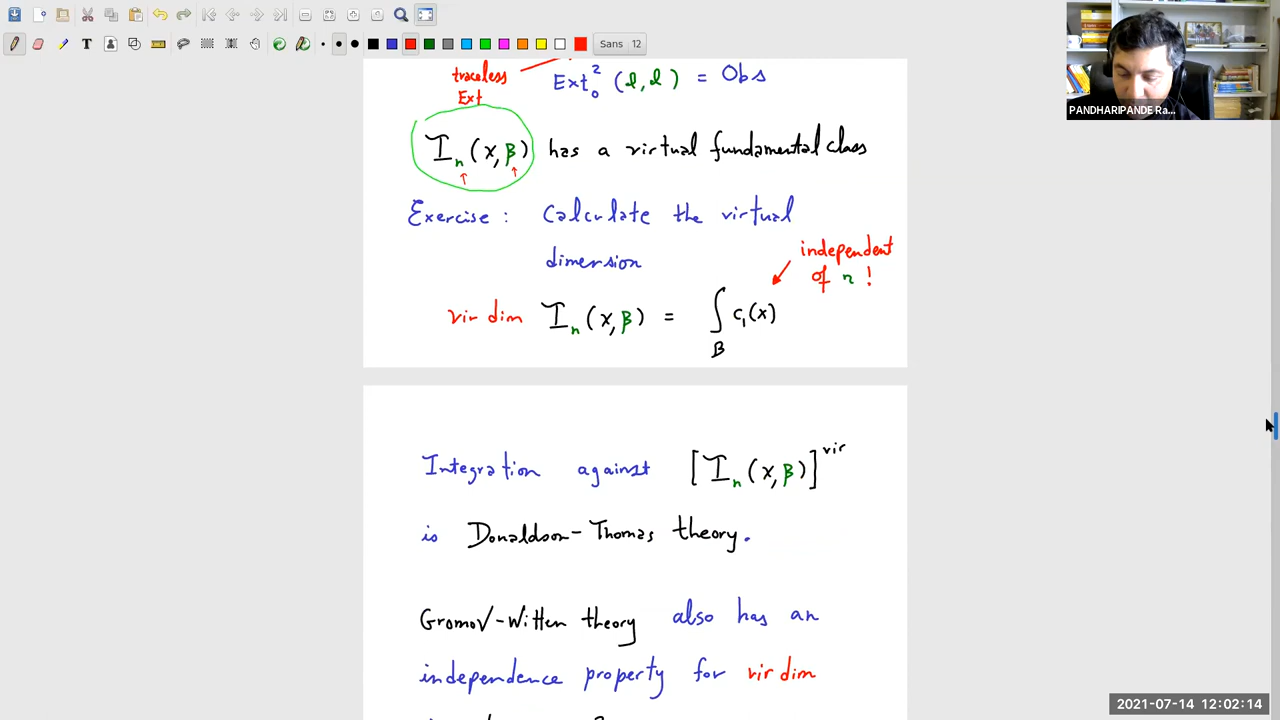 Sans 12
PANDHARIPANDE Ra...
traceless
Ext
Ext₀² (I, I) = Obs
Iₙ(X, β) has a virtual fundamental class
Exercise : Calculate the virtual
dimension
independent
of n !
vir dim Iₙ(X, β) = ∫_β c₁(X)
Integration against [Iₙ(X, β)]^vir
is Donaldson-Thomas theory.
Gromov-Witten theory also has an
independence property for vir dim
2021-07-14 12:02:14